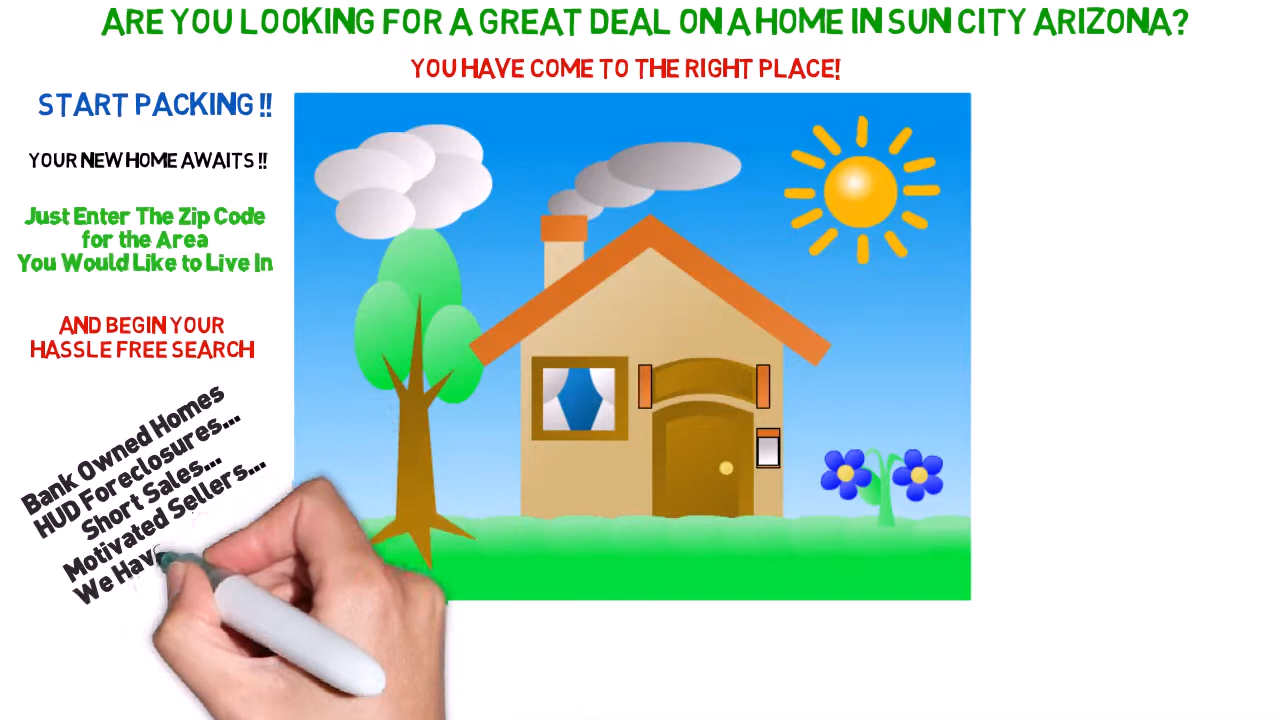 ARE YOU LOOKING FOR A GREAT DEAL ON A HOME IN SUN CITY ARIZONA?
YOU HAVE COME TO THE RIGHT PLACE!
START PACKING !!
YOUR NEW HOME AWAITS !!
Just Enter The Zip Code
for the Area
You Would Like to Live In
AND BEGIN YOUR
HASSLE FREE SEARCH
Bank Owned Homes
HUD Foreclosures...
Short Sales...
Motivated Sellers...
We Hav